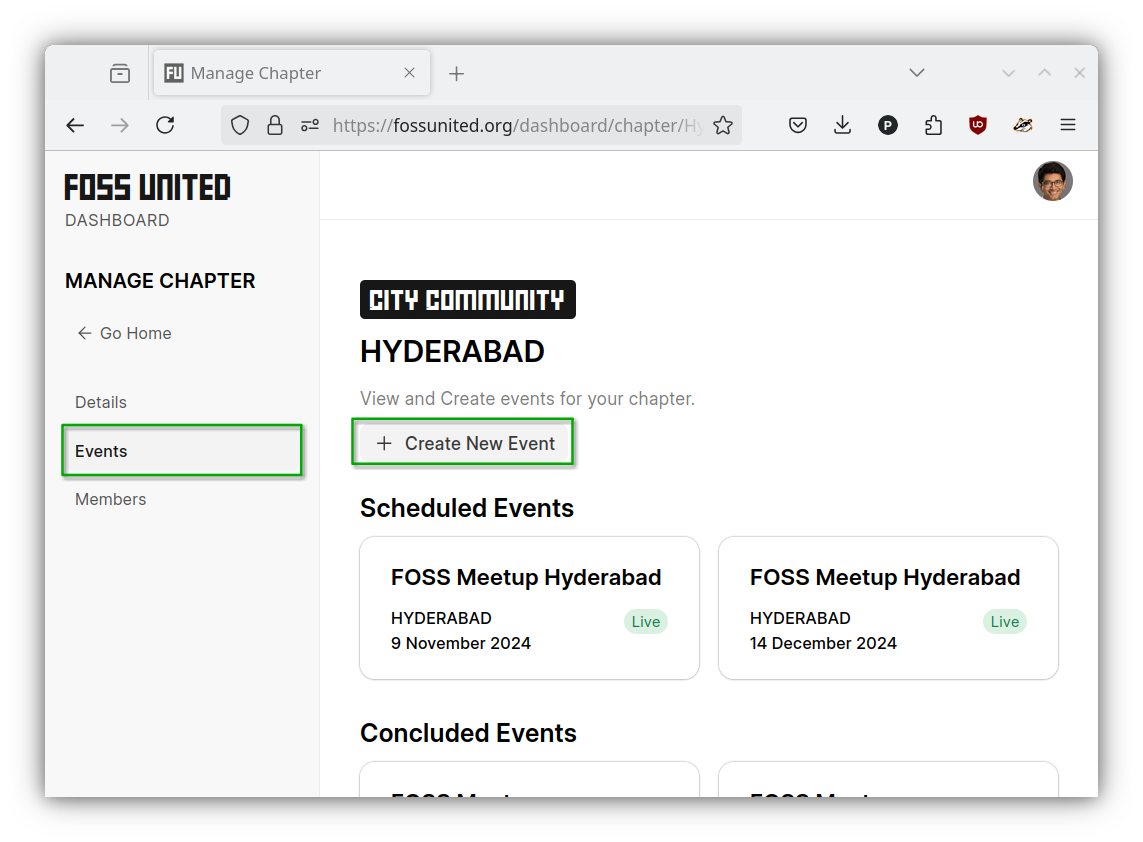 FU Manage Chapter
https://fossunited.org/dashboard/chapter/Hy
P
UO
FOSS UNITED
DASHBOARD
MANAGE CHAPTER
Go Home
Details
Events
Members
CITY COMMUNITY
HYDERABAD
View and Create events for your chapter.
+ Create New Event
Scheduled Events
FOSS Meetup Hyderabad
HYDERABAD
Live
9 November 2024
FOSS Meetup Hyderabad
HYDERABAD
Live
14 December 2024
Concluded Events